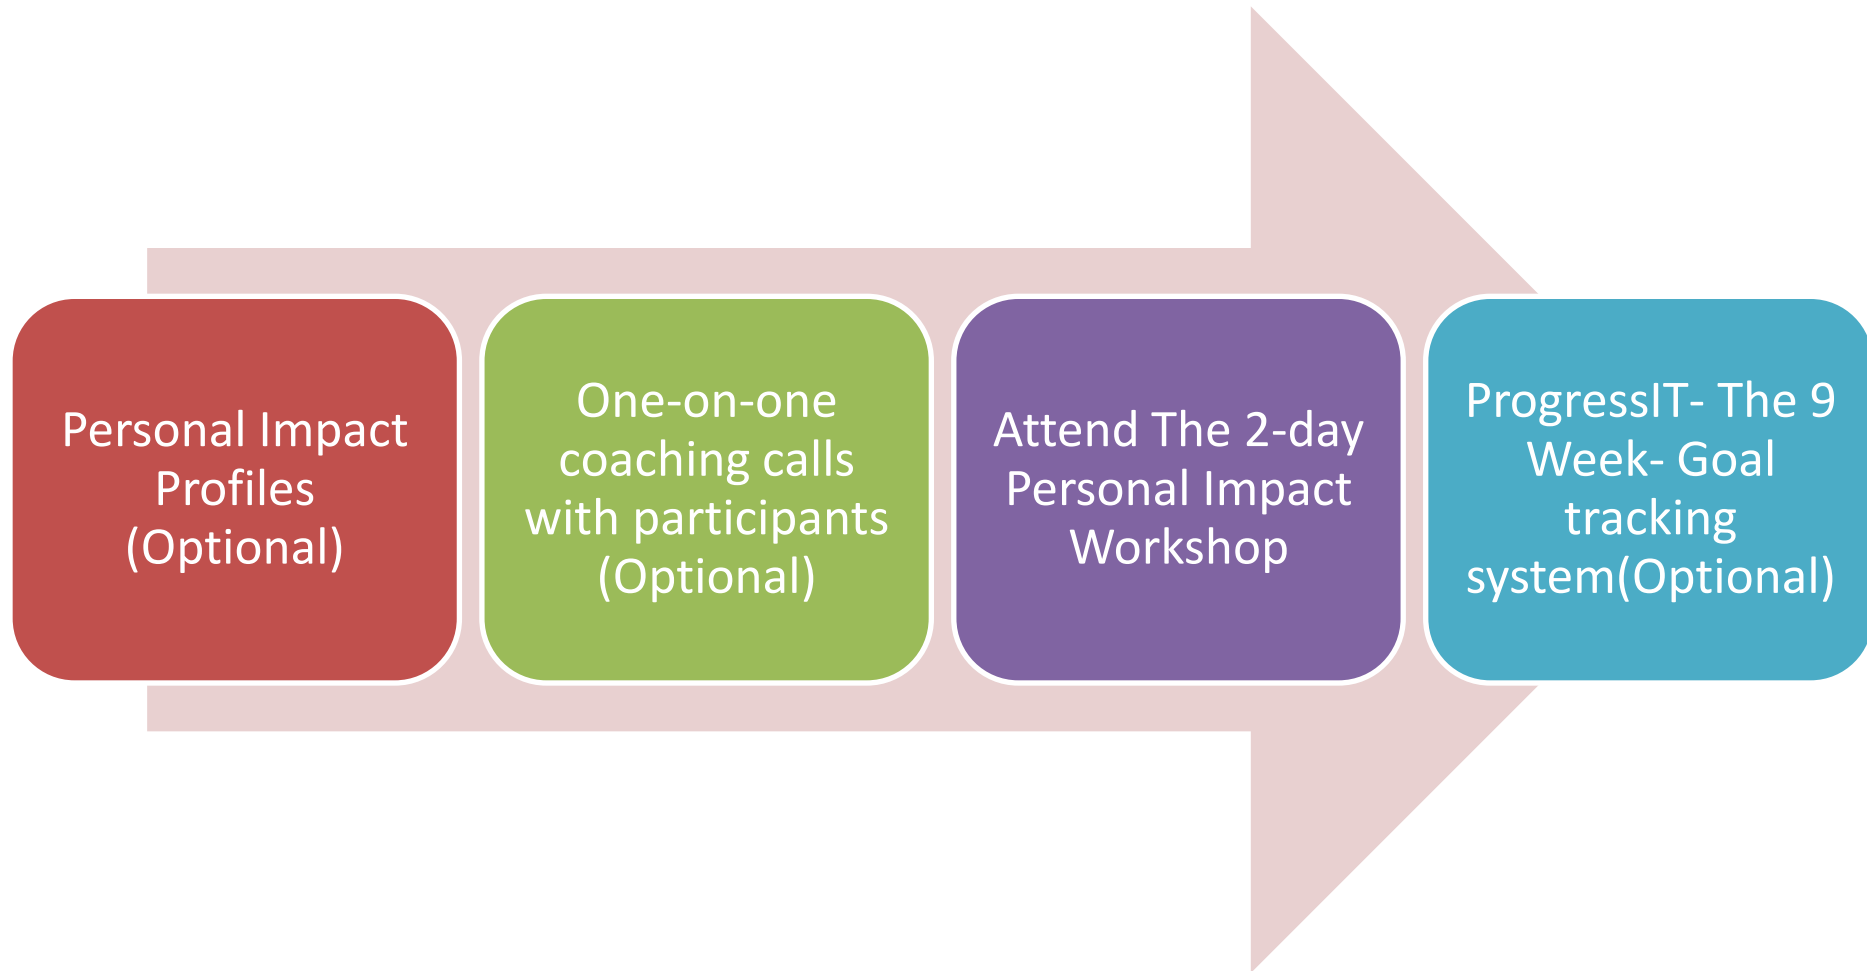 Personal Impact
Profiles
(Optional)
One-on-one
coaching calls
with participants
(Optional)
Attend The 2-day
Personal Impact
Workshop
ProgressIT- The 9
Week- Goal
tracking
system(Optional)